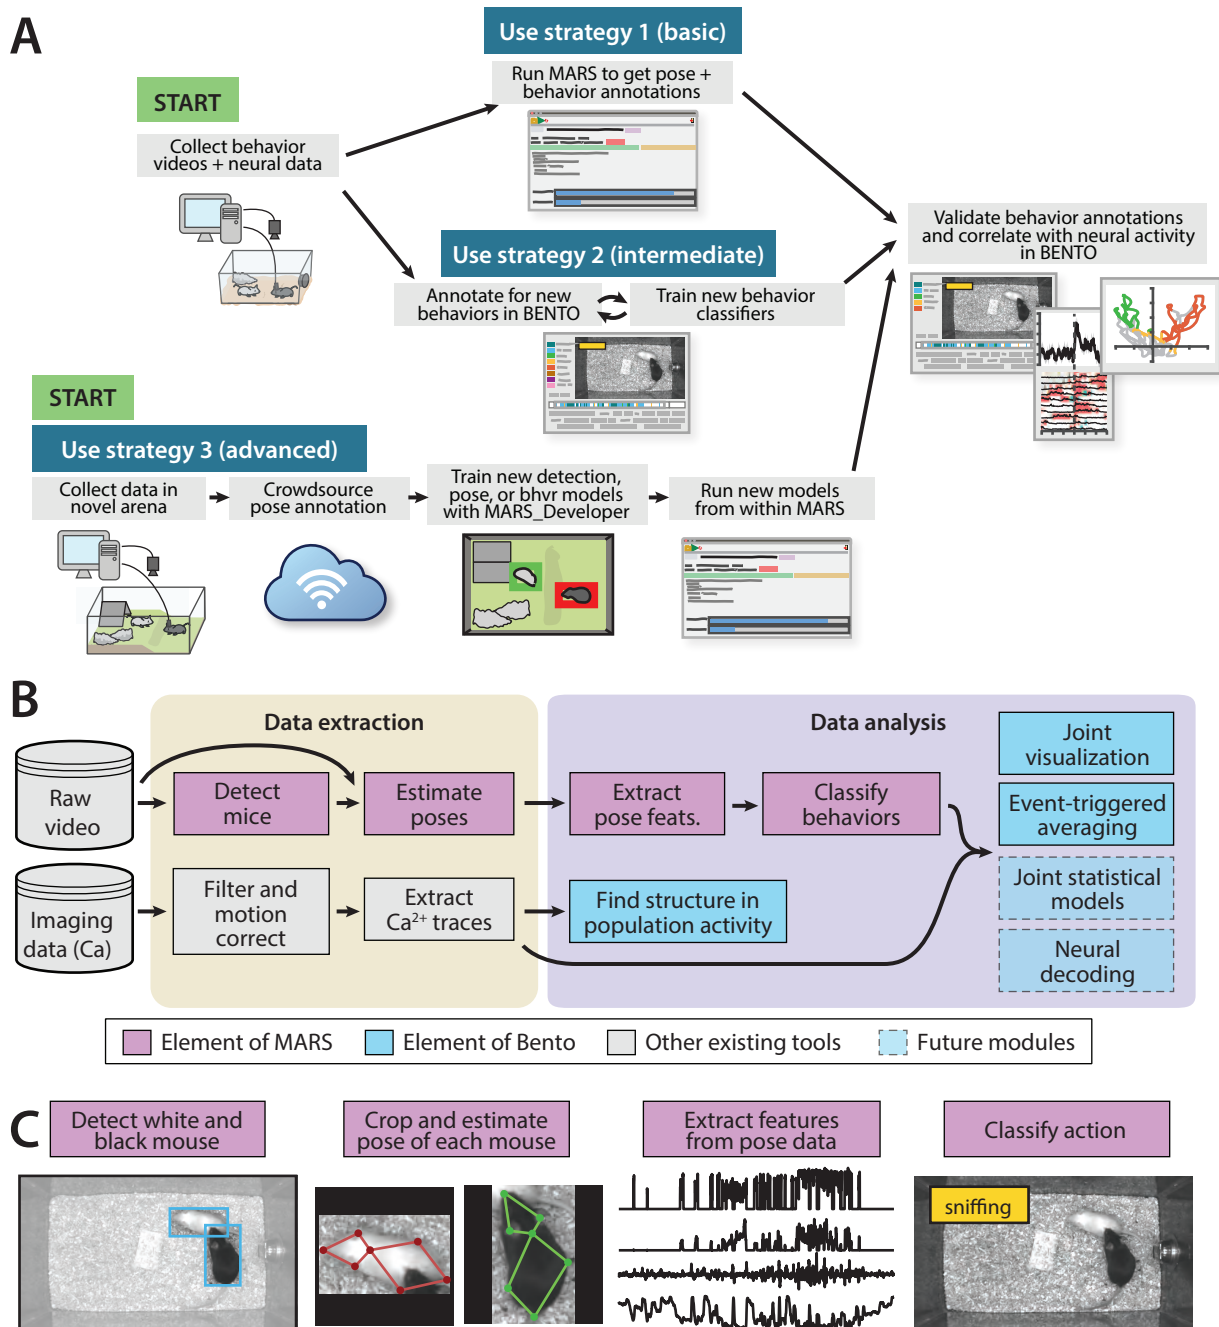 A
Use strategy 1 (basic)
Run MARS to get pose +
behavior annotations
START
Collect behavior
videos + neural data
Use strategy 2 (intermediate)
Annotate for new
behaviors in BENTO
Train new behavior
classifiers
Validate behavior annotations
and correlate with neural activity
in BENTO
START
Use strategy 3 (advanced)
Collect data in
novel arena
Crowdsource
pose annotation
Train new detection,
pose, or bhvr models
with MARS_Developer
Run new models
from within MARS
B
Data extraction
Data analysis
Raw
video
Detect
mice
Estimate
poses
Extract
pose feats.
Classify
behaviors
Joint
visualization
Event-triggered
averaging
Joint statistical
models
Neural
decoding
Imaging
data (Ca)
Filter and
motion
correct
Extract
Ca²⁺ traces
Find structure in
population activity
Element of MARS
Element of Bento
Other existing tools
Future modules
C
Detect white and
black mouse
Crop and estimate
pose of each mouse
Extract features
from pose data
Classify action
sniffing